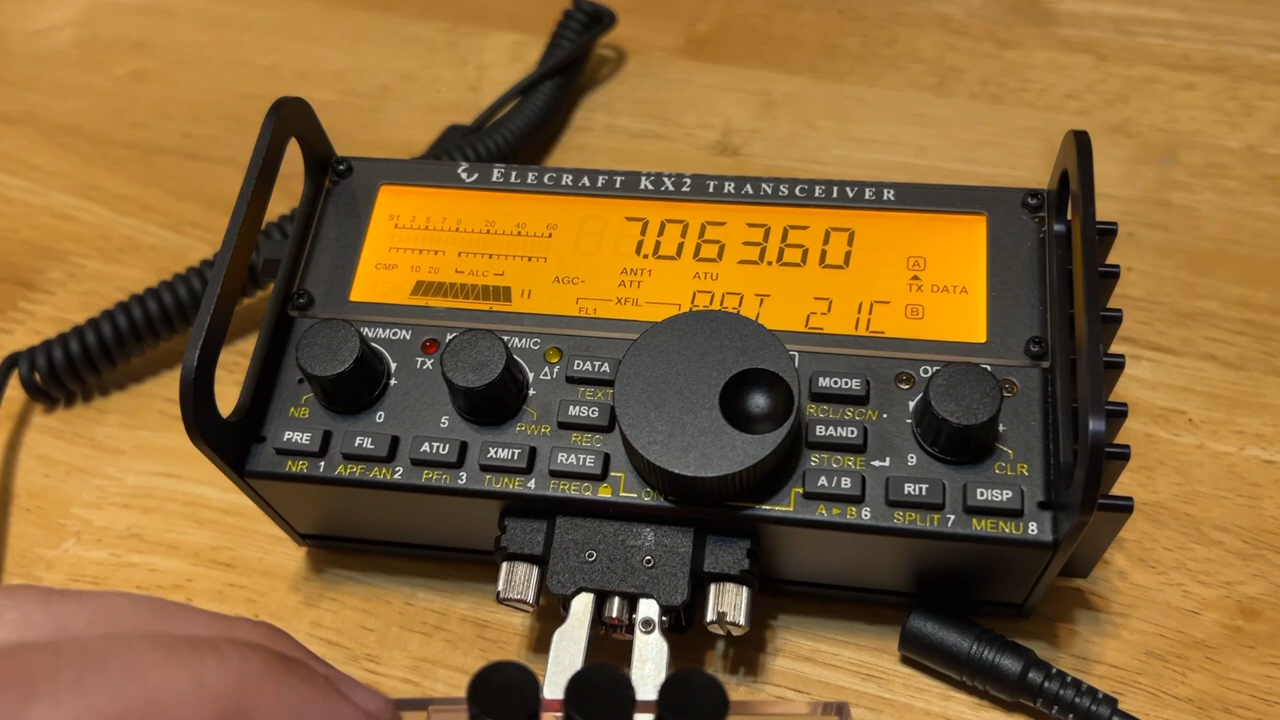 ELECRAFT KX2 TRANSCEIVER
S1 3 5 7 9 20 40 60
7.063.60
CMP 10 20 ALC
AGC-
ANT1 ATU
ATT
XFIL
FL1
21C
A
TX DATA
B
TX
Δf
5
0
NB
PWR
DATA
TEXT
MSG
REC
RATE
FREQ
PRE
NR 1
FIL
APF-AN 2
ATU
PFn 3
XMIT
TUNE 4
MODE
RCL/SCN
BAND
STORE
A / B
A ▸ B 6
RIT
SPLIT 7
DISP
MENU 8
9
CLR